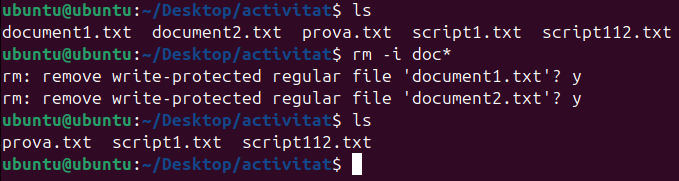 ubuntu@ubuntu:~/Desktop/activitat$ ls
document1.txt  document2.txt  prova.txt  script1.txt  script112.txt
ubuntu@ubuntu:~/Desktop/activitat$ rm -i doc*
rm: remove write-protected regular file 'document1.txt'? y
rm: remove write-protected regular file 'document2.txt'? y
ubuntu@ubuntu:~/Desktop/activitat$ ls
prova.txt  script1.txt  script112.txt
ubuntu@ubuntu:~/Desktop/activitat$